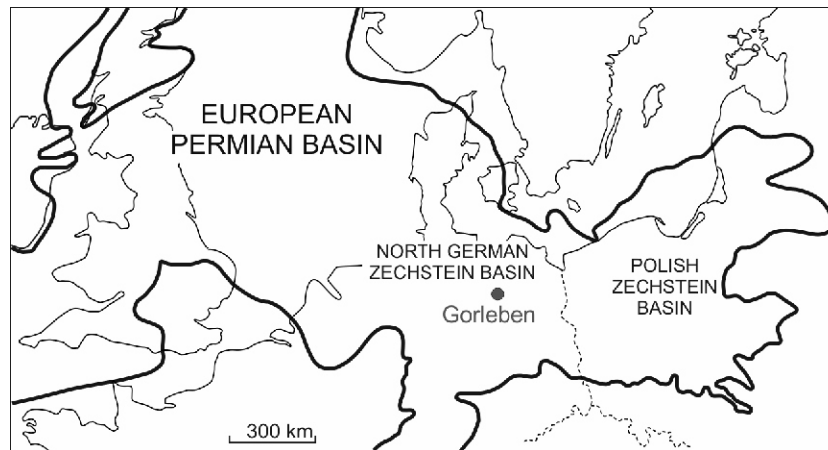 EUROPEAN
PERMIAN BASIN
NORTH GERMAN
ZECHSTEIN BASIN
POLISH
ZECHSTEIN
BASIN
Gorleben
300 km